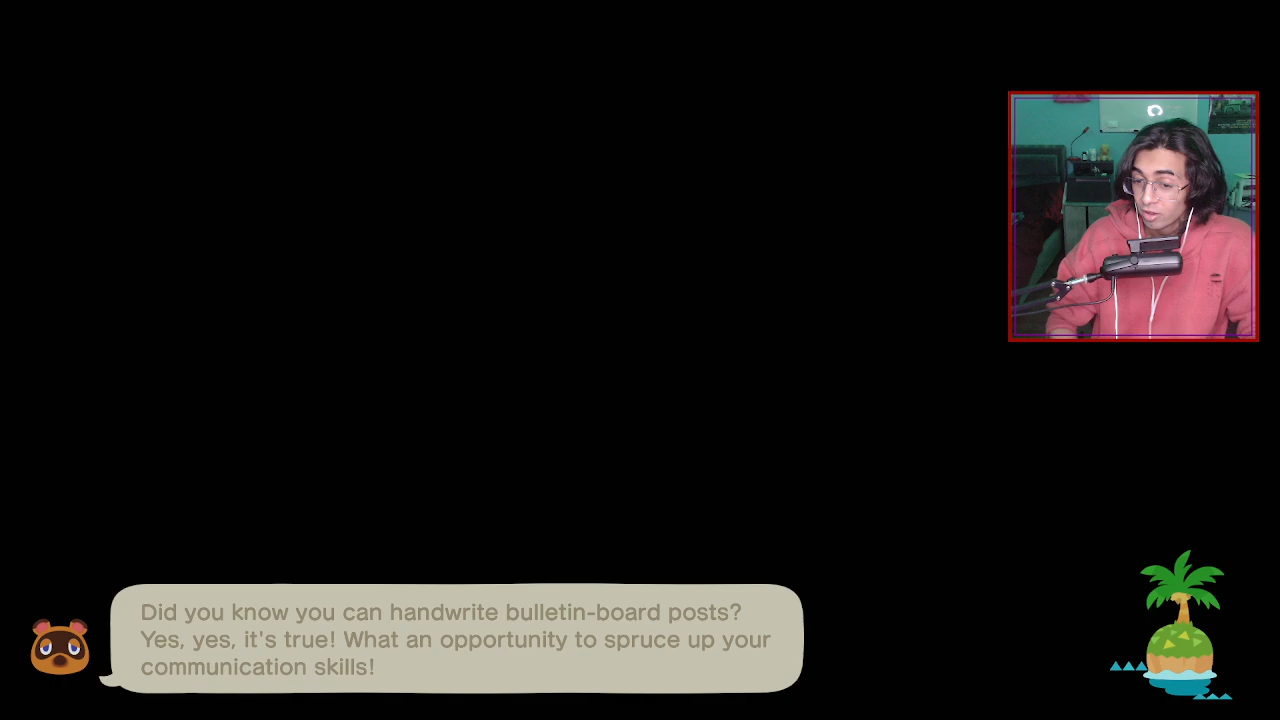 Did you know you can handwrite bulletin-board posts?
Yes, yes, it's true! What an opportunity to spruce up your
communication skills!